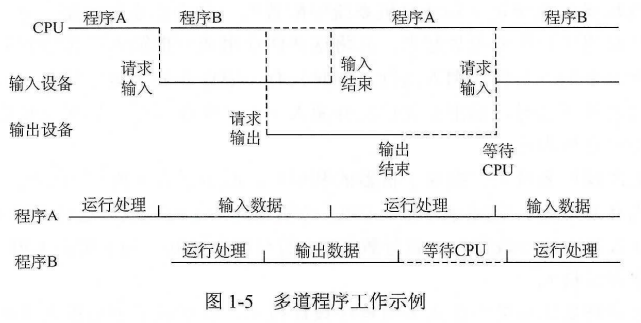 程序A 程序B 程序A 程序B
CPU
请求 输入 请求
输入设备
输入 结束 输入
请求
输出设备
输出 输出 等待
结束 CPU
运行处理 输入数据 运行处理 输入数据
程序A
运行处理 输出数据 等待CPU 运行处理
程序B
图 1-5 多道程序工作示例